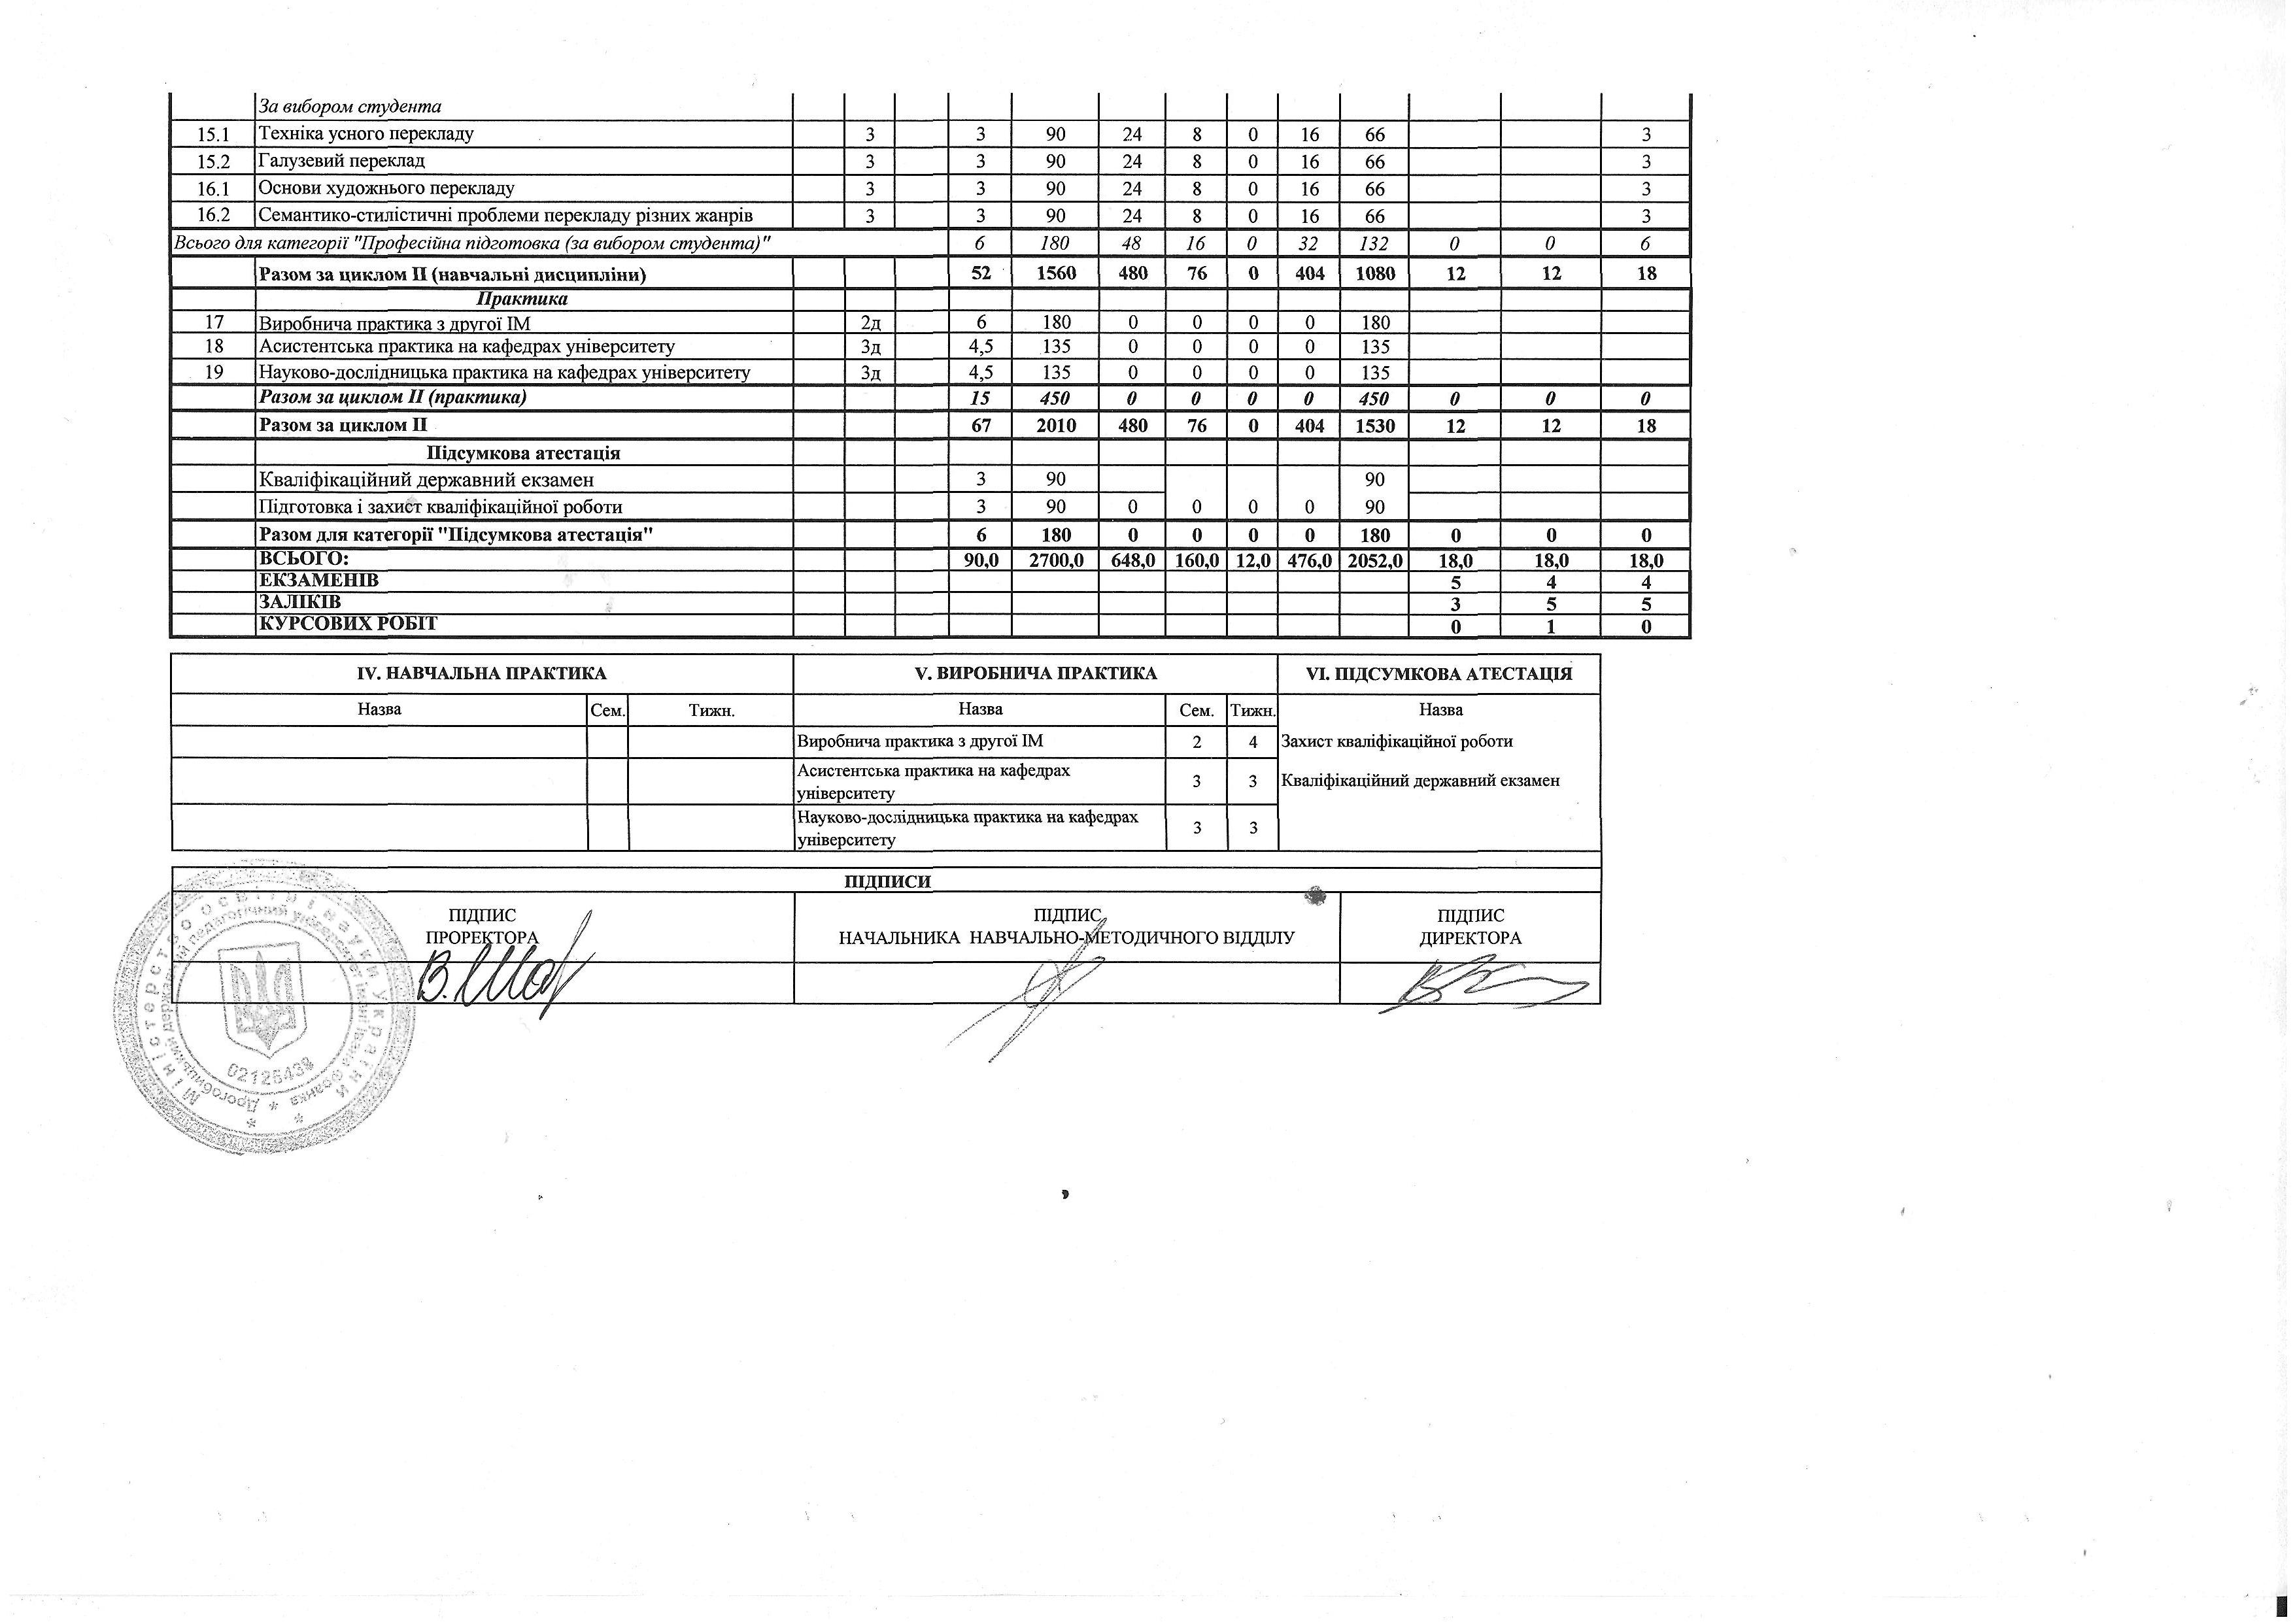 За вибором студента
15.1 Техніка усного перекладу 3 3 90 24 8 0 16 66 3
15.2 Галузевий переклад 3 3 90 24 8 0 16 66 3
16.1 Основи художнього перекладу 3 3 90 24 8 0 16 66 3
16.2 Семантико-стилістичні проблеми перекладу різних жанрів 3 3 90 24 8 0 16 66 3
Всього для категорії "Професійна підготовка (за вибором студента)" 6 180 48 16 0 32 132 0 0 6
Разом за циклом II (навчальні дисципліни) 52 1560 480 76 0 404 1080 12 12 18
Практика
17 Виробнича практика з другої ІМ 2д 6 180 0 0 0 0 180
18 Асистентська практика на кафедрах університету 3д 4,5 135 0 0 0 0 135
19 Науково-дослідницька практика на кафедрах університету 3д 4,5 135 0 0 0 0 135
Разом за циклом II (практика) 15 450 0 0 0 0 450 0 0 0
Разом за циклом II 67 2010 480 76 0 404 1530 12 12 18
Підсумкова атестація
Кваліфікаційний державний екзамен 3 90 90
Підготовка і захист кваліфікаційної роботи 3 90 0 0 0 0 90
Разом для категорії "Підсумкова атестація" 6 180 0 0 0 0 180 0 0 0
ВСЬОГО: 90,0 2700,0 648,0 160,0 12,0 476,0 2052,0 18,0 18,0 18,0
ЕКЗАМЕНІВ 5 4 4
ЗАЛІКІВ 3 5 5
КУРСОВИХ РОБІТ 0 1 0
IV. НАВЧАЛЬНА ПРАКТИКА V. ВИРОБНИЧА ПРАКТИКА VI. ПІДСУМКОВА АТЕСТАЦІЯ
Назва Сем. Тижн. Назва Сем. Тижн. Назва
Виробнича практика з другої ІМ 2 4 Захист кваліфікаційної роботи
Асистентська практика на кафедрах
університету 3 3 Кваліфікаційний державний екзамен
Науково-дослідницька практика на кафедрах
університету 3 3
ПІДПИСИ
ПІДПИС ПІДПИС ПІДПИС
ПРОРЕКТОРА НАЧАЛЬНИКА НАВЧАЛЬНО-МЕТОДИЧНОГО ВІДДІЛУ ДИРЕКТОРА
Міністерство освіти і науки України
Дрогобицький державний педагогічний університет імені Івана Франка
02125438